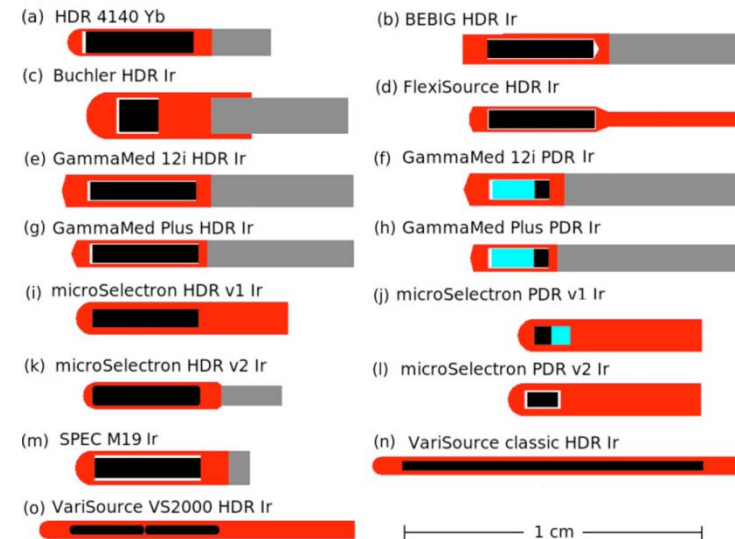 (a) HDR 4140 Yb
(b) BEBIG HDR Ir
(c) Buchler HDR Ir
(d) FlexiSource HDR Ir
(e) GammaMed 12i HDR Ir
(f) GammaMed 12i PDR Ir
(g) GammaMed Plus HDR Ir
(h) GammaMed Plus PDR Ir
(i) microSelectron HDR v1 Ir
(j) microSelectron PDR v1 Ir
(k) microSelectron HDR v2 Ir
(l) microSelectron PDR v2 Ir
(m) SPEC M19 Ir
(n) VariSource classic HDR Ir
(o) VariSource VS2000 HDR Ir
1 cm